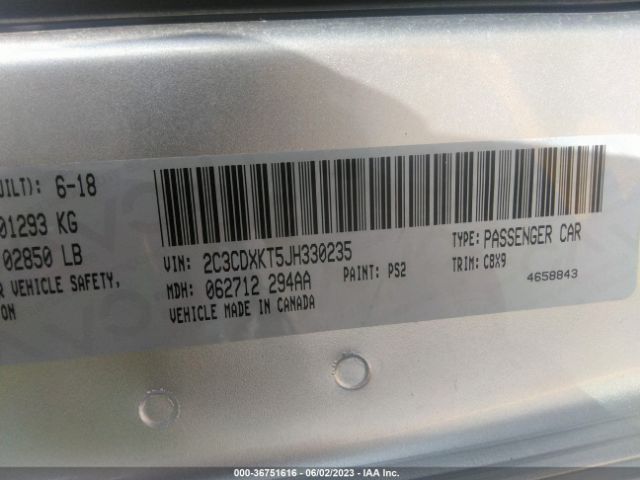 UILT): 6-18
01293 KG
02850 LB
R VEHICLE SAFETY,
ON
VIN: 2C3CDXKT5JH330235
TYPE: PASSENGER CAR
MDH: 062712 294AA
PAINT: PS2
TRIM: CBX9
VEHICLE MADE IN CANADA
4658843
000-36751616 - 06/02/2023 - IAA Inc.